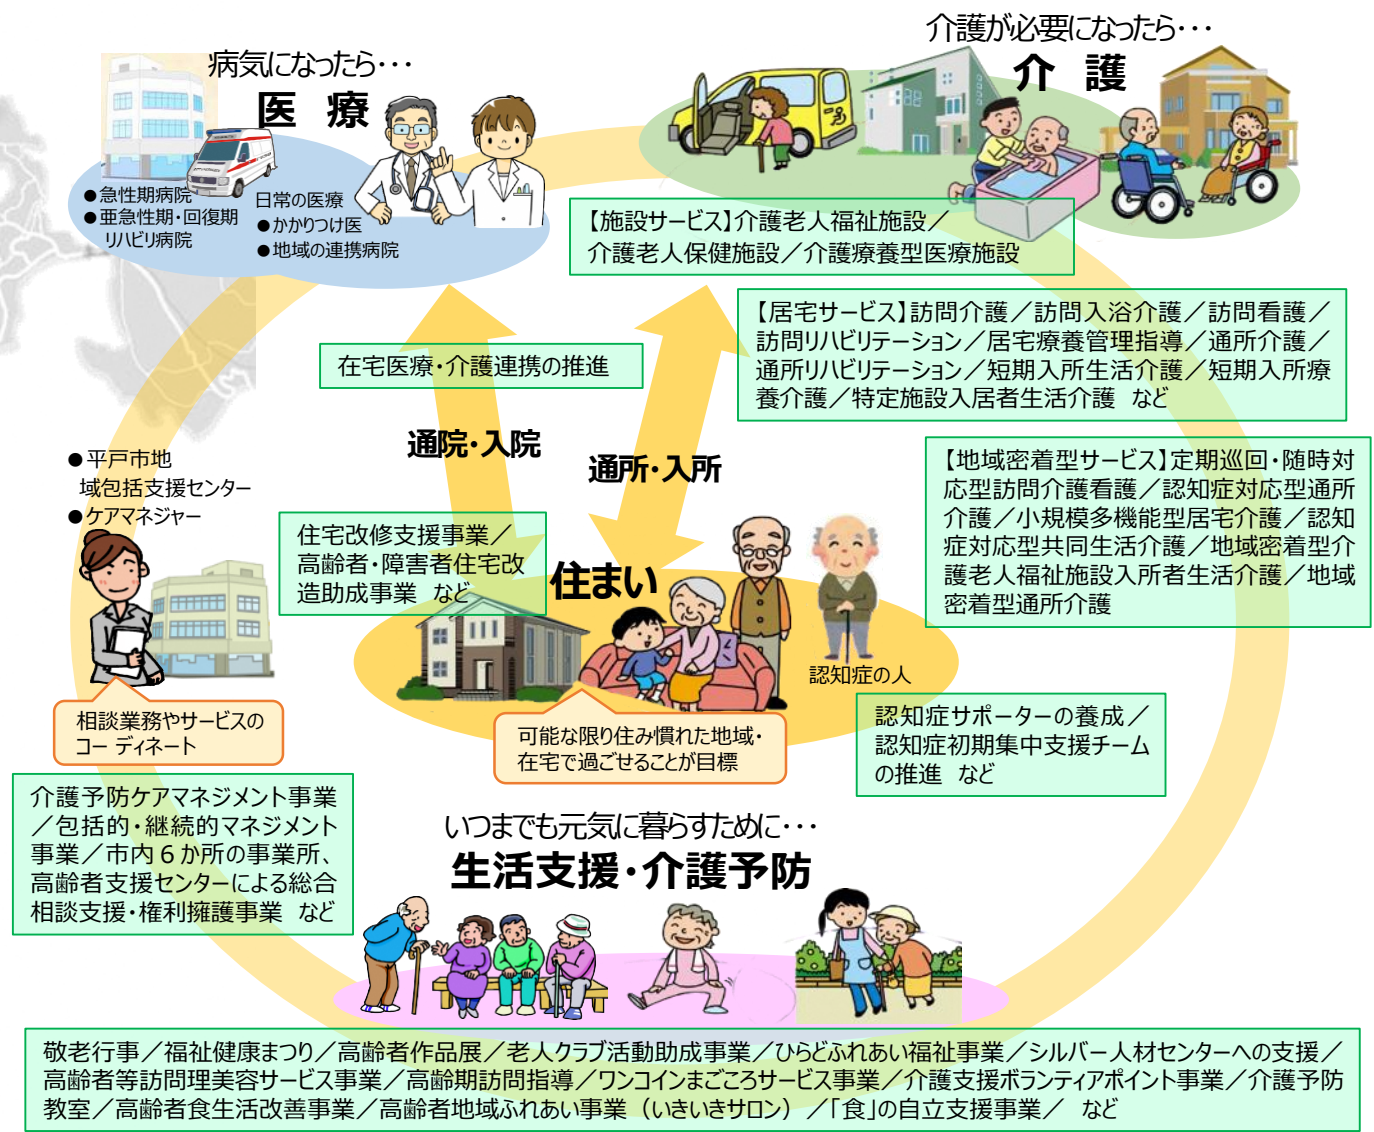 病気になったら･･･
医 療
●急性期病院
●亜急性期･回復期
リハビリ病院
日常の医療
●かかりつけ医
●地域の連携病院
介護が必要になったら･･･
介 護
【施設サービス】介護老人福祉施設／
介護老人保健施設／介護療養型医療施設
【居宅サービス】訪問介護／訪問入浴介護／訪問看護／
訪問リハビリテーション／居宅療養管理指導／通所介護／
通所リハビリテーション／短期入所生活介護／短期入所療
養介護／特定施設入居者生活介護 など
在宅医療･介護連携の推進
通院･入院
通所･入所
【地域密着型サービス】定期巡回･随時対
応型訪問介護看護／認知症対応型通所
介護／小規模多機能型居宅介護／認知
症対応型共同生活介護／地域密着型介
護老人福祉施設入所者生活介護／地域
密着型通所介護
●平戸市地
域包括支援センター
●ケアマネジャー
住宅改修支援事業／
高齢者･障害者住宅改
造助成事業 など
住まい
認知症の人
相談業務やサービスの
コー ディネート
可能な限り住み慣れた地域･
在宅で過ごせることが目標
認知症サポーターの養成／
認知症初期集中支援チーム
の推進 など
介護予防ケアマネジメント事業
／包括的･継続的マネジメント
事業／市内６か所の事業所、
高齢者支援センターによる総合
相談支援･権利擁護事業 など
いつまでも元気に暮らすために･･･
生活支援･介護予防
敬老行事／福祉健康まつり／高齢者作品展／老人クラブ活動助成事業／ひらどふれあい福祉事業／シルバー人材センターへの支援／
高齢者等訪問理美容サービス事業／高齢期訪問指導／ワンコインまごころサービス事業／介護支援ボランティアポイント事業／介護予防
教室／高齢者食生活改善事業／高齢者地域ふれあい事業（いきいきサロン）／｢食｣の自立支援事業／ など